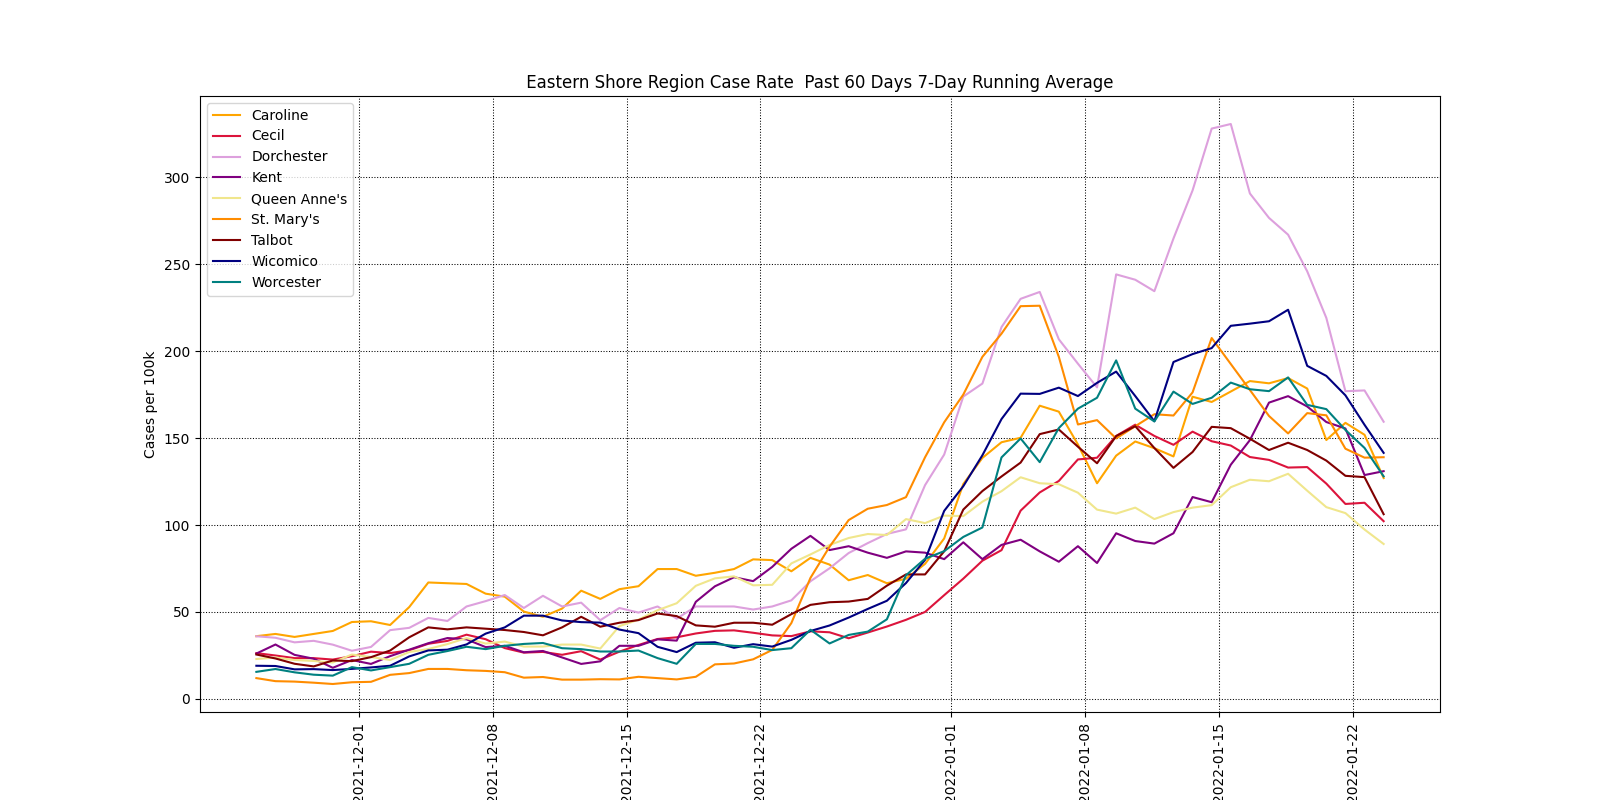 Eastern Shore Region Case Rate  Past 60 Days 7-Day Running Average
Caroline
Cecil
Dorchester
Kent
Queen Anne's
St. Mary's
Talbot
Wicomico
Worcester
Cases per 100k
300
250
200
150
100
50
0
2021-12-01
2021-12-08
2021-12-15
2021-12-22
2022-01-01
2022-01-08
2022-01-15
2022-01-22